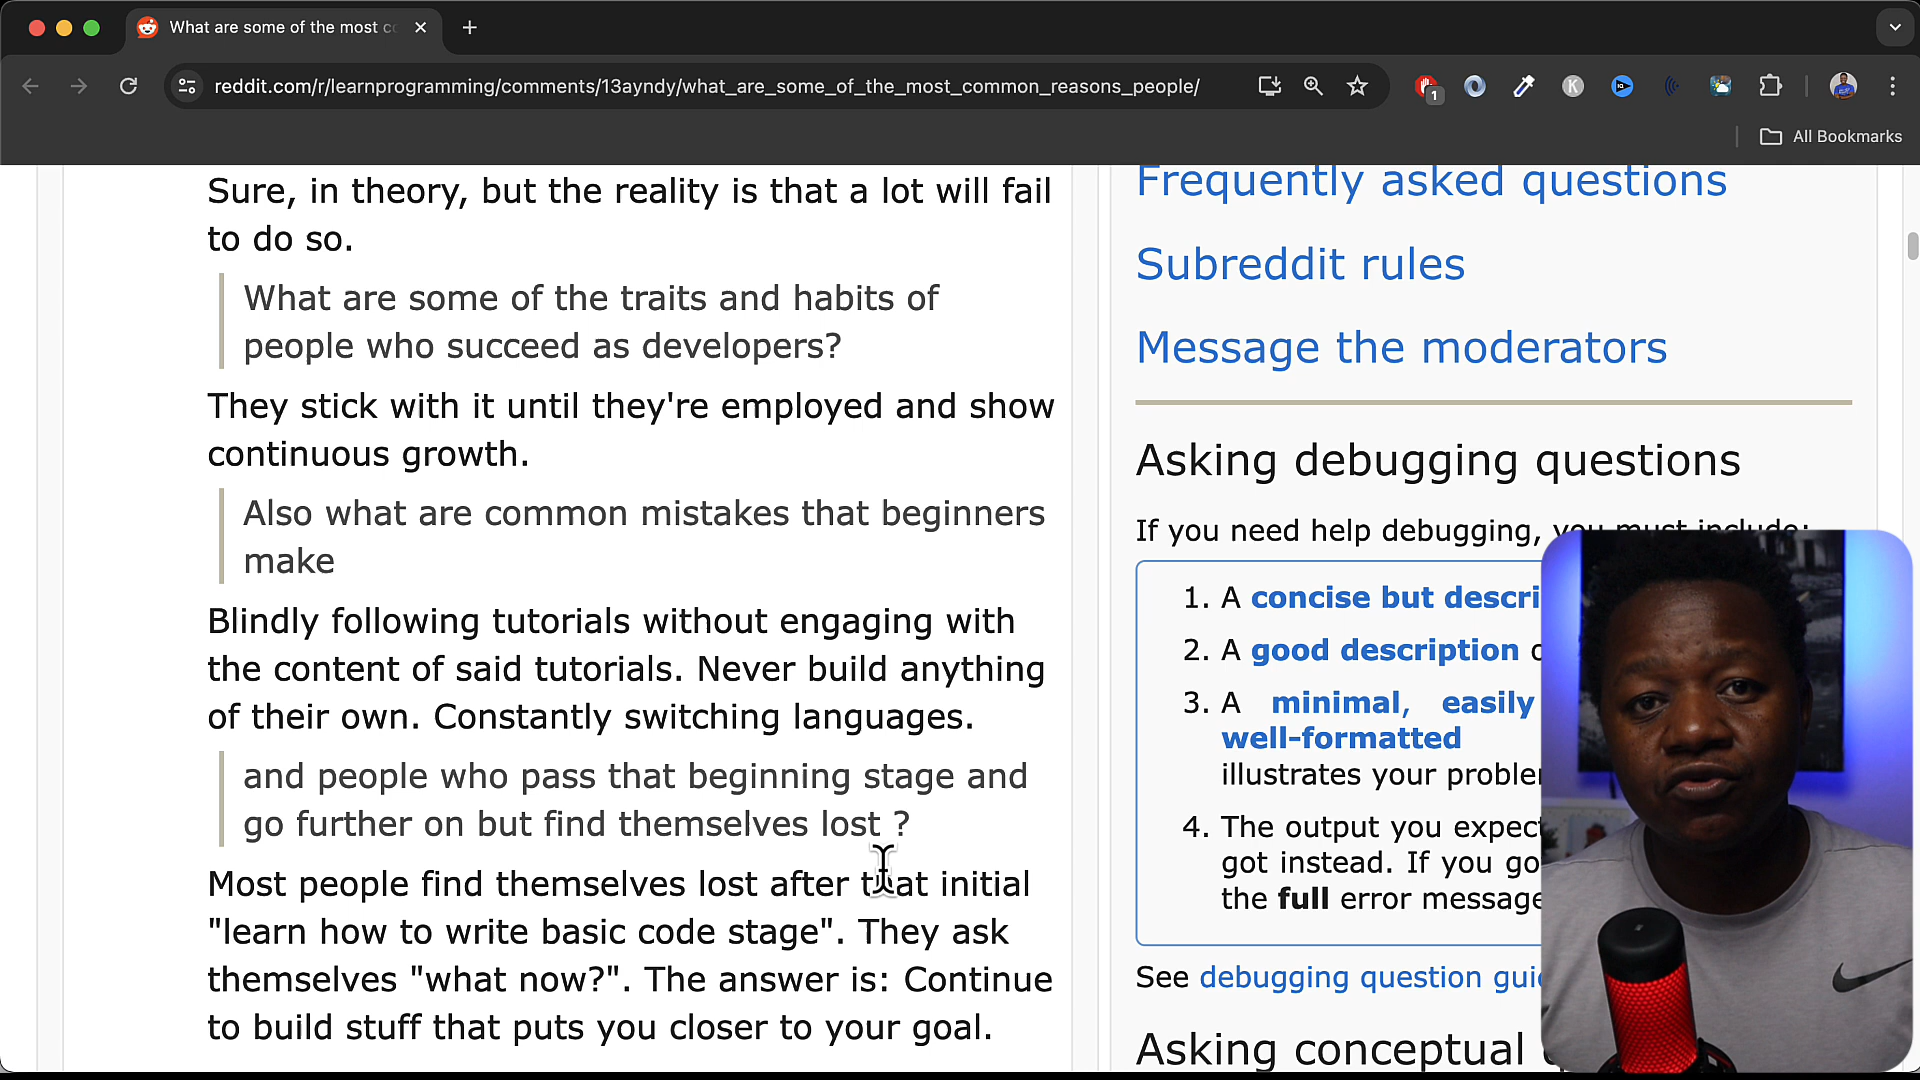 What are some of the most co
reddit.com/r/learnprogramming/comments/13ayndy/what_are_some_of_the_most_common_reasons_people/
1
K
All Bookmarks
Sure, in theory, but the reality is that a lot will fail
to do so.
What are some of the traits and habits of
people who succeed as developers?
They stick with it until they're employed and show
continuous growth.
Also what are common mistakes that beginners
make
Blindly following tutorials without engaging with
the content of said tutorials. Never build anything
of their own. Constantly switching languages.
and people who pass that beginning stage and
go further on but find themselves lost ?
Most people find themselves lost after that initial
"learn how to write basic code stage". They ask
themselves "what now?". The answer is: Continue
to build stuff that puts you closer to your goal.
Frequently asked questions
Subreddit rules
Message the moderators
Asking debugging questions
If you need help debugging, you must include:
1. A concise but descri
2. A good description
3. A minimal, easily
well-formatted
illustrates your problem
4. The output you expect
got instead. If you go
the full error message
See debugging question gui
Asking conceptual